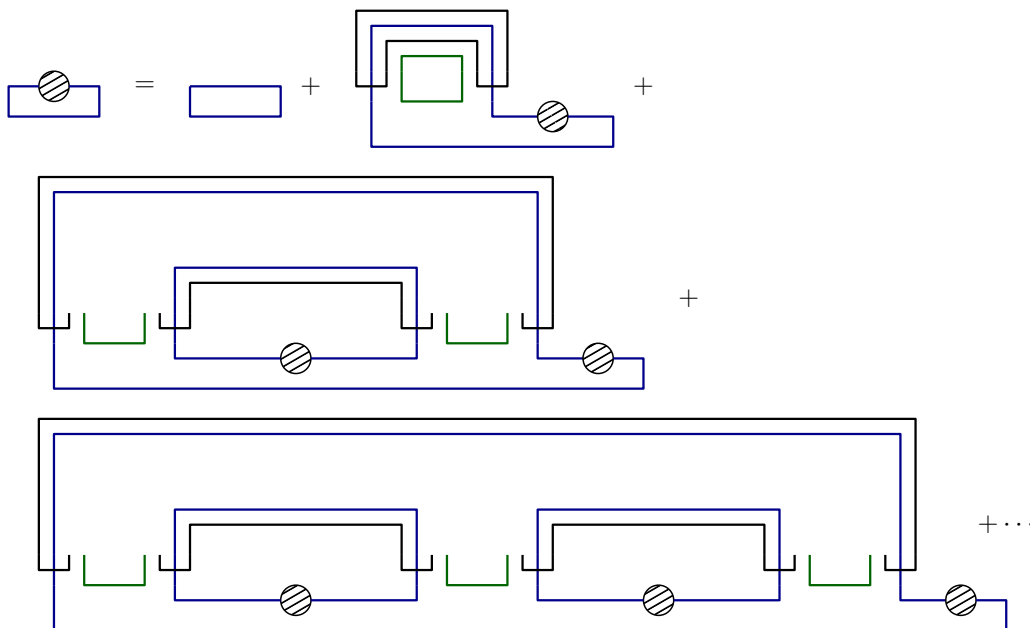 = + +
+
+ ···